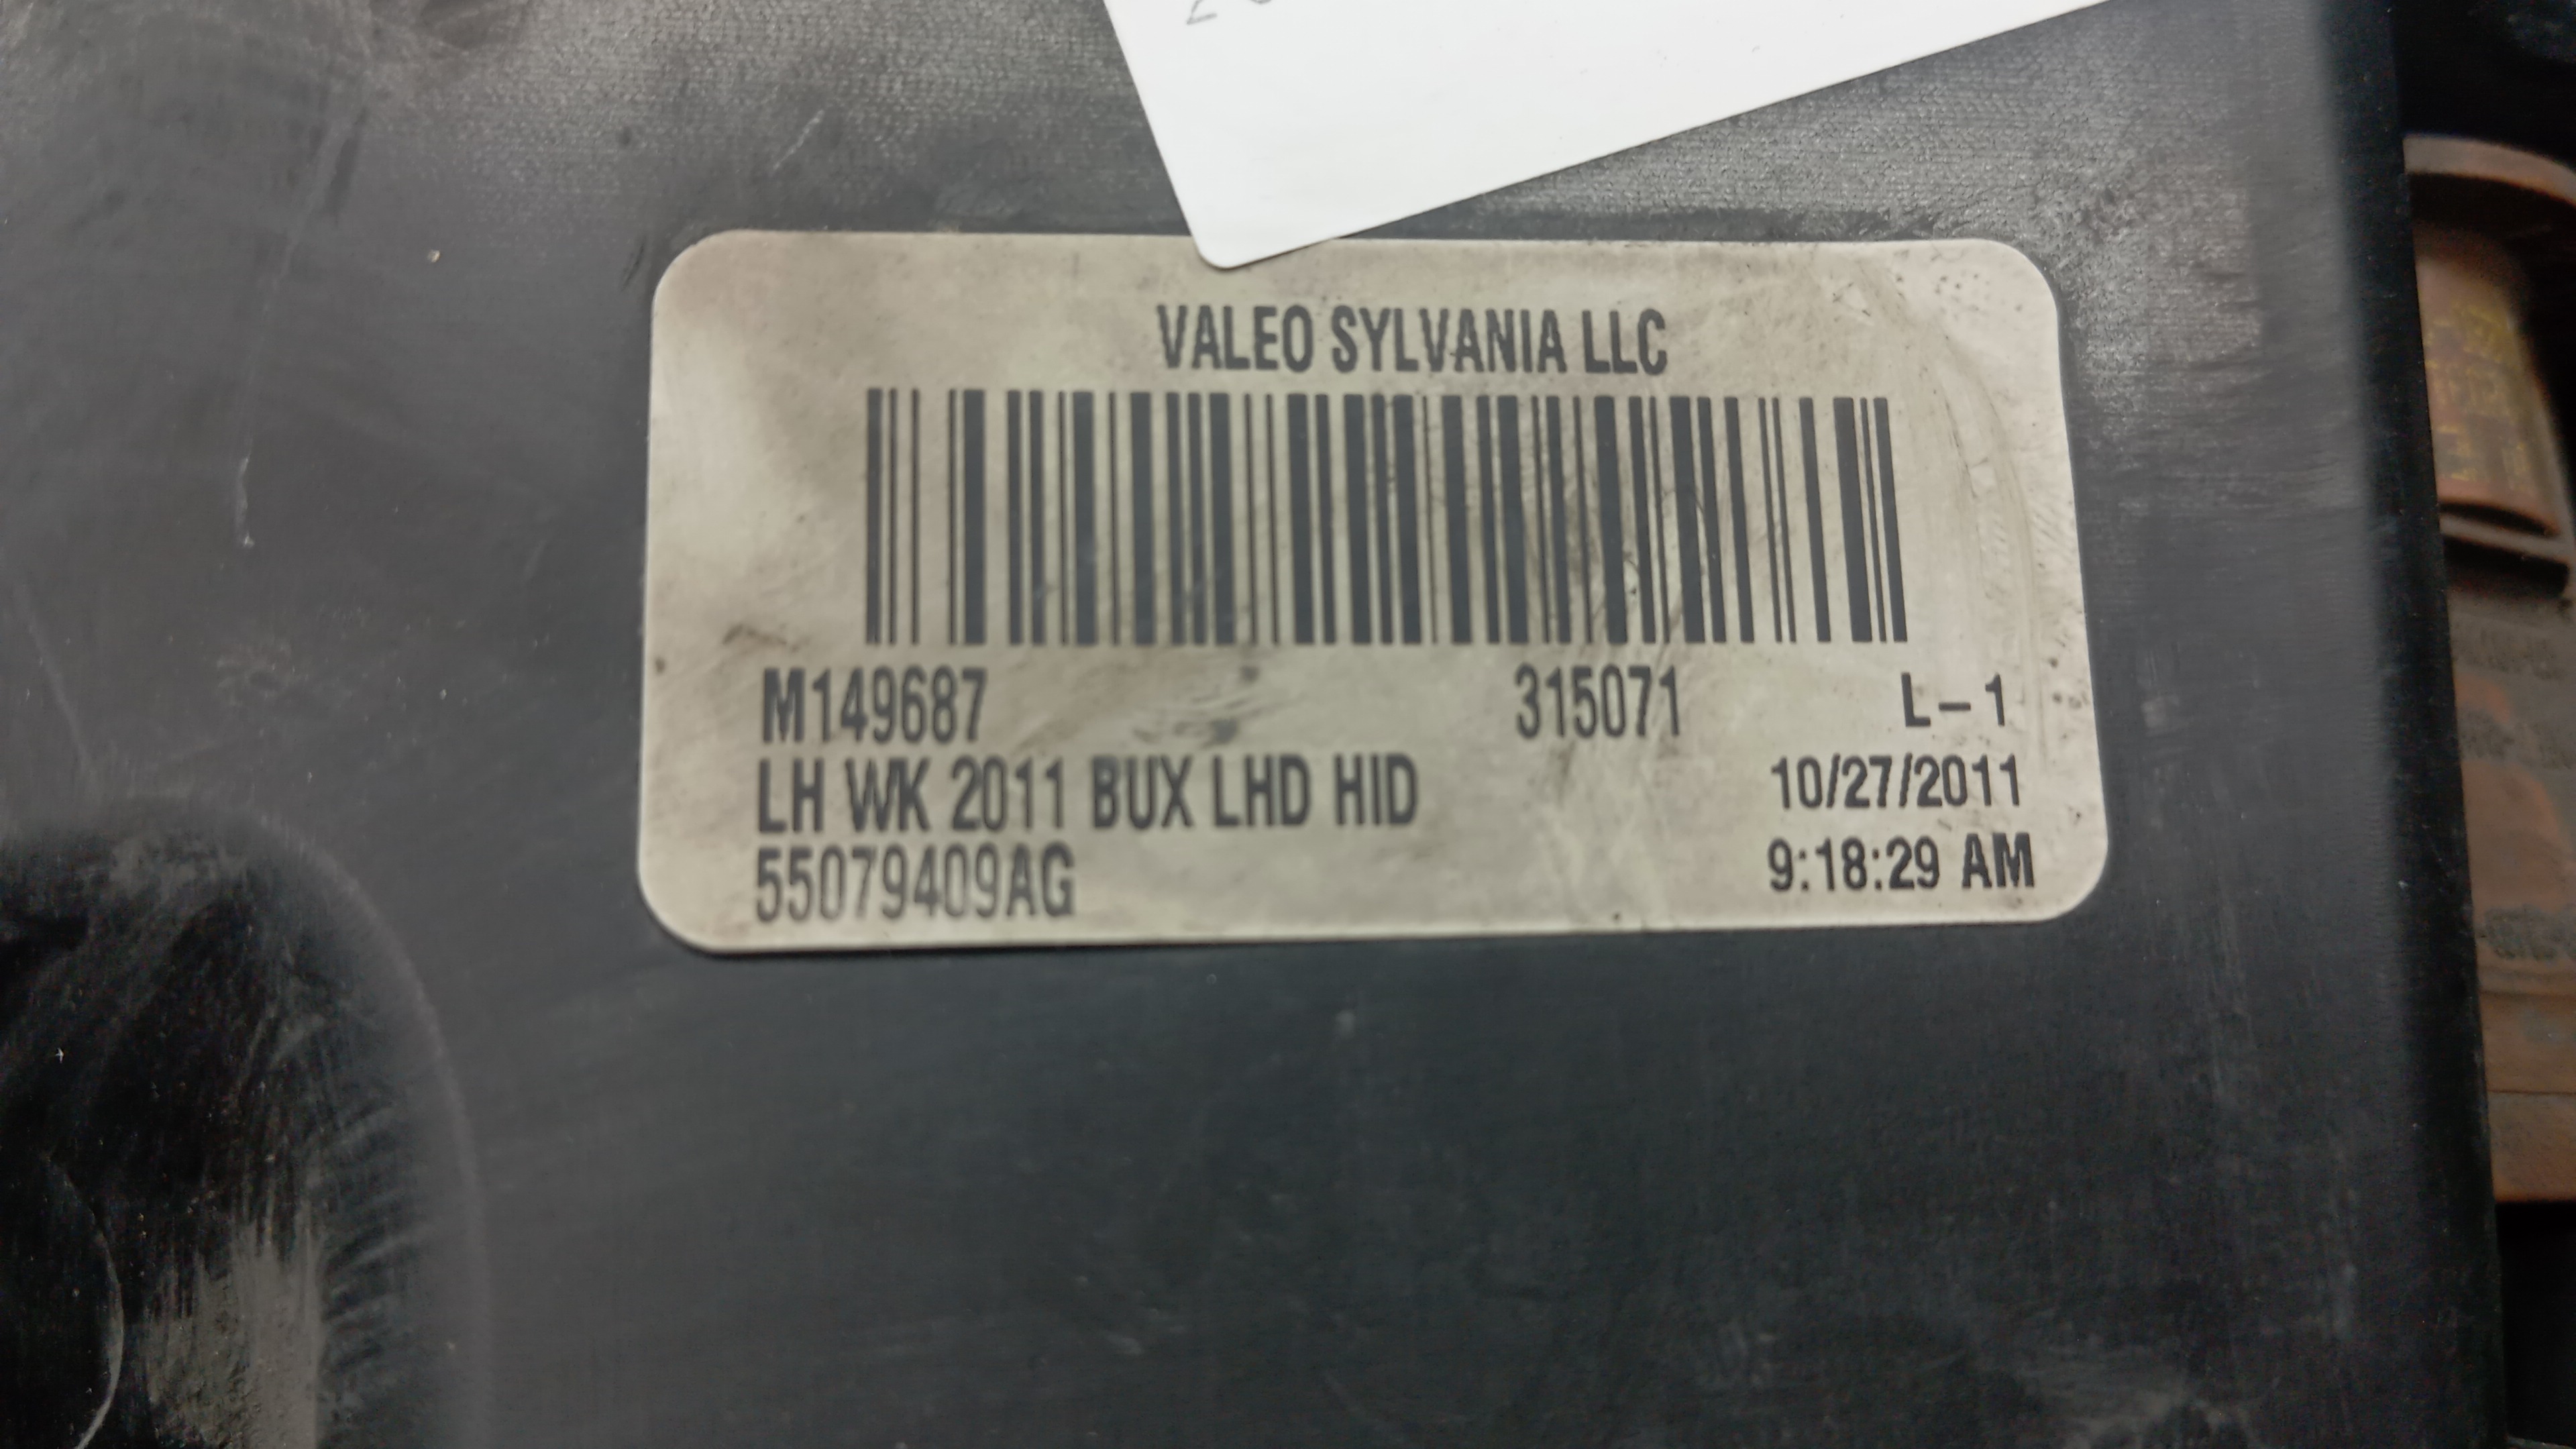 VALEO SYLVANIA LLC
M149687 315071 L-1
LH WK 2011 BUX LHD HID 10/27/2011
55079409AG 9:18:29 AM